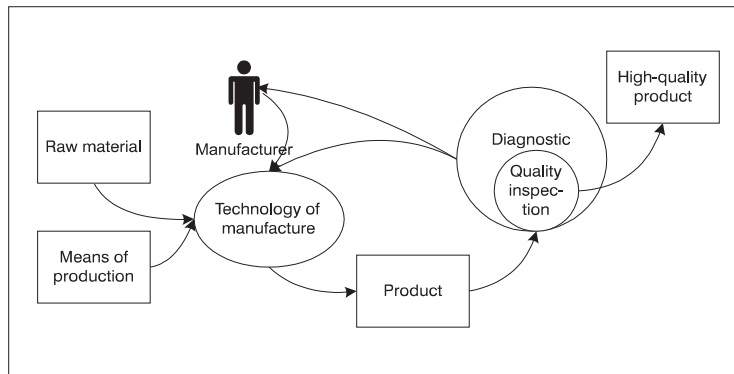 High-quality
product
Raw material
Manufacturer
Diagnostic
Quality
inspec-
tion
Technology of
manufacture
Means of
production
Product